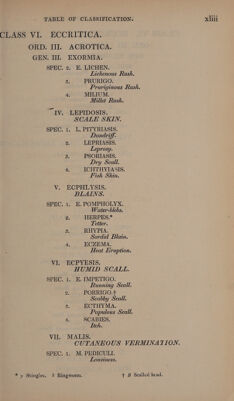 TABLE OF CLASSIFICATION. xliii
CLASS VI. ECCRITICA.
ORD. III. ACROTICA.
GEN. III. EXORMIA.
SPEC. 2. E. LICHEN.
Lichenous Rash.
3. PRURIGO.
Pruriginous Rash.
4. MILIUM.
Millet Rash.
IV. LEPIDOSIS.
SCALE SKIN.
SPEC. 1. L. PITYRIASIS.
Dandriff.
2. LEPRIASIS.
Leprosy.
3. PSORIASIS.
Dry Scall.
4. ICHTHYIASIS.
Fish Skin.
V. ECPHLYSIS.
BLAINS.
SPEC. 1. E. POMPHOLYX.
Water-blebs.
2. HERPES.*
Tetter.
3. RHYPIA.
Sordid Blain.
4. ECZEMA.
Heat Eruption.
VI. ECPYESIS.
HUMID SCALL.
SPEC. 1. E. IMPETIGO.
Running Scall.
2. PORRIGO.†
Scabby Scall.
3. ECTHYMA.
Papulous Scall.
4. SCABIES.
Itch.
VII. MALIS.
CUTANEOUS VERMINATION.
SPEC. 1. M. PEDICULI.
Lousiness.
* γ Shingles. δ Ringworm. † β Scalled head.